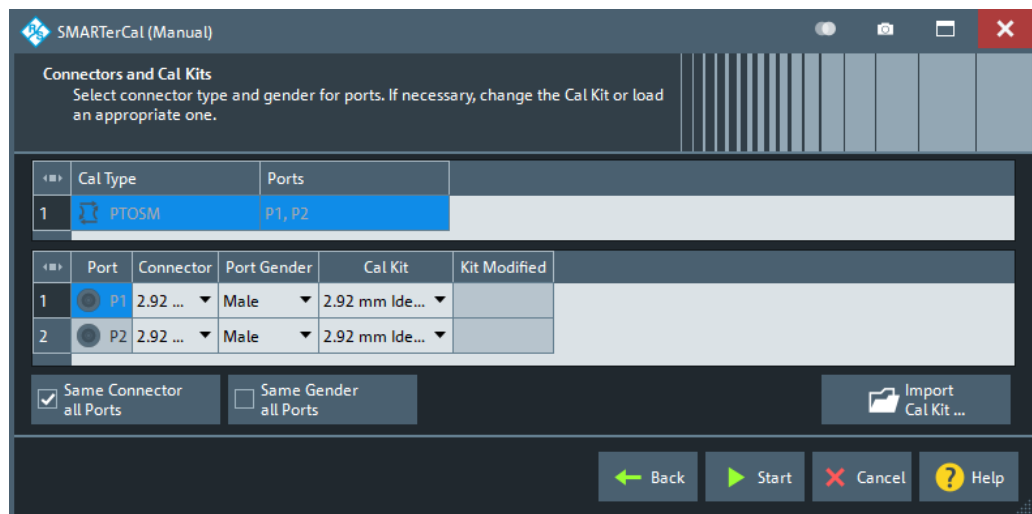 SMARTerCal (Manual)
Connectors and Cal Kits
Select connector type and gender for ports. If necessary, change the Cal Kit or load
an appropriate one.
Cal Type Ports
1 PTOSM P1, P2
Port Connector Port Gender Cal Kit Kit Modified
1 P1 2.92 ... Male 2.92 mm Ide...
2 P2 2.92 ... Male 2.92 mm Ide...
Same Connector
all Ports
Same Gender
all Ports
Import
Cal Kit ...
Back Start Cancel ? Help